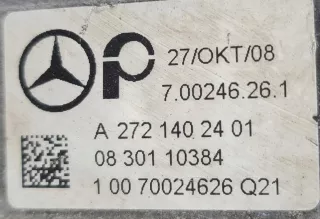 27/OKT/08
7.00246.26.1
A 272 140 24 01
08 301 10384
1 00 70024626 Q21